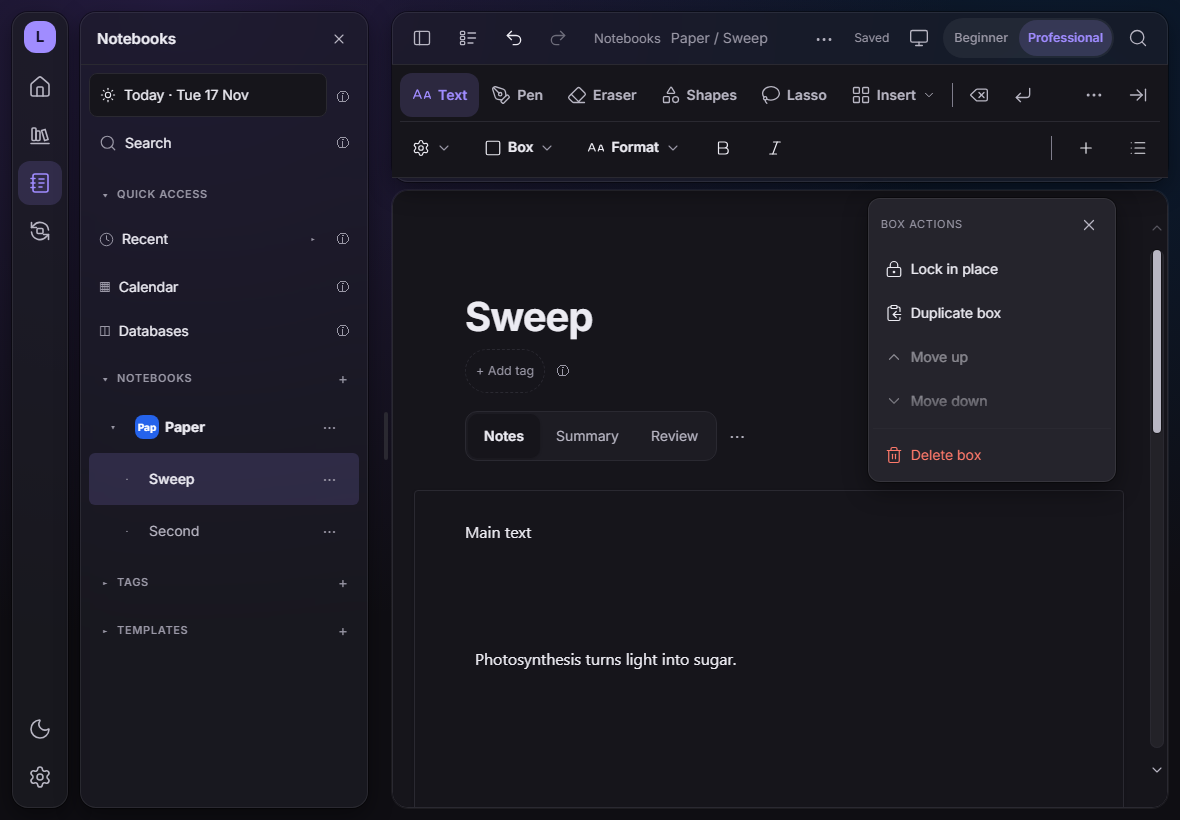 L
Notebooks
Today · Tue 17 Nov
Search
QUICK ACCESS
Recent
Calendar
Databases
NOTEBOOKS
Pap Paper
Sweep
Second
TAGS
TEMPLATES
Notebooks Paper / Sweep
Saved
Beginner Professional
AA Text Pen Eraser Shapes Lasso Insert
Box AA Format B I
Sweep
+ Add tag
Notes Summary Review
Main text
Photosynthesis turns light into sugar.
BOX ACTIONS
Lock in place
Duplicate box
Move up
Move down
Delete box